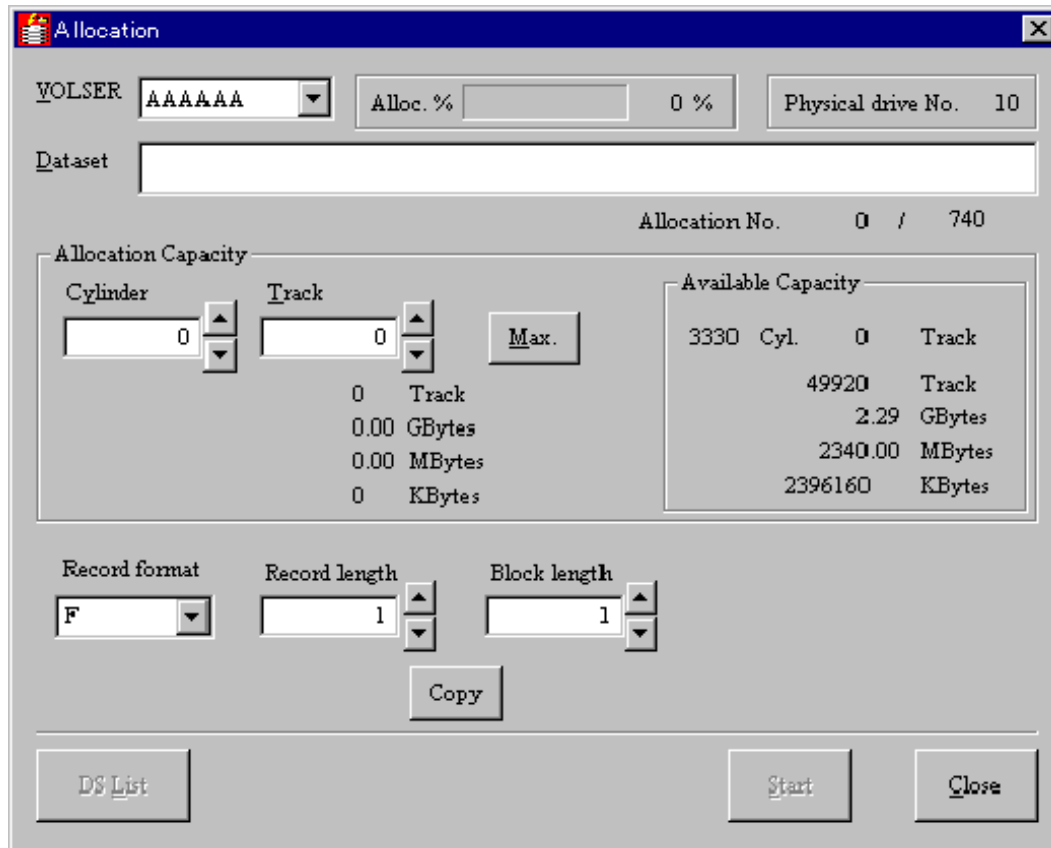 Allocation
VOLSER AAAAAA Alloc. % 0 % Physical drive No. 10
Dataset
Allocation No. 0 / 740
Allocation Capacity
Cylinder Track
0 0 Max.
0 Track
0.00 GBytes
0.00 MBytes
0 KBytes
Available Capacity
3330 Cyl. 0 Track
49920 Track
2.29 GBytes
2340.00 MBytes
2396160 KBytes
Record format Record length Block length
F 1 1
Copy
DS List Start Close